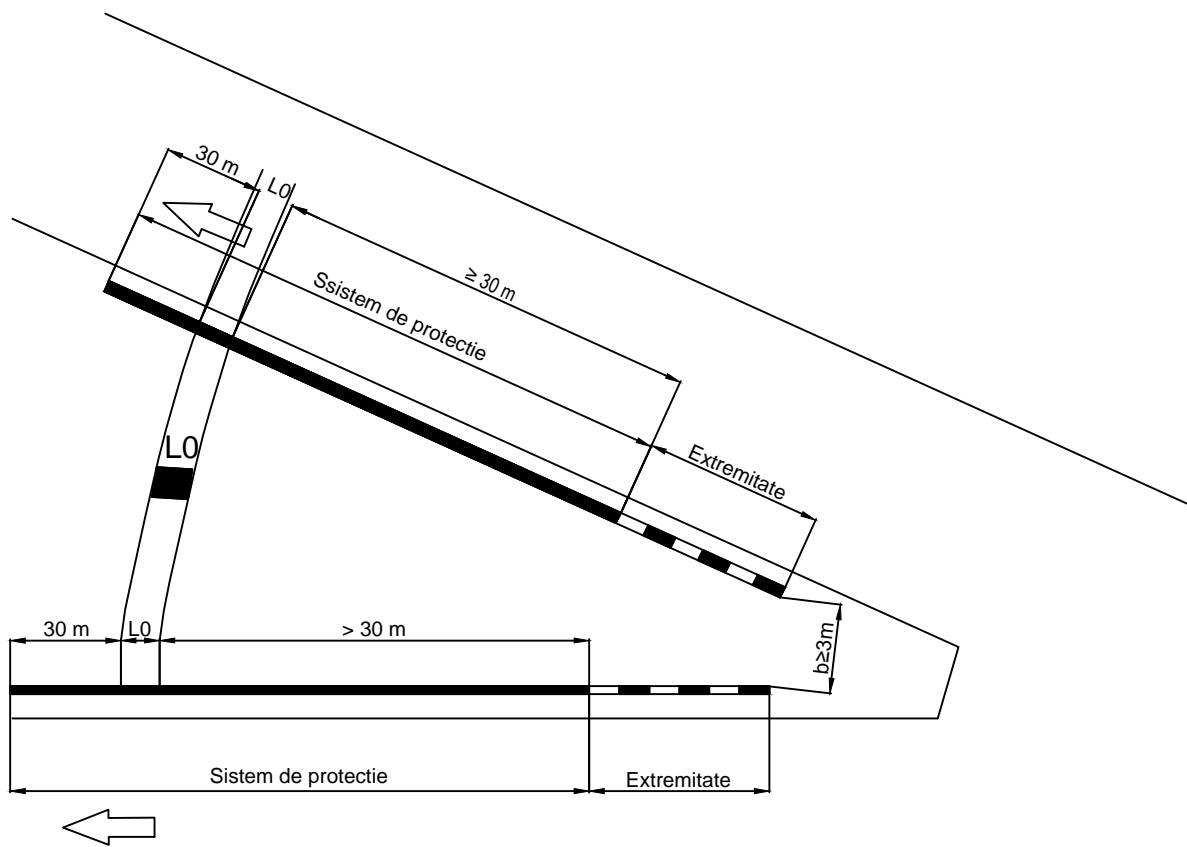 30 m
L0
≥ 30 m
Ssistem de protectie
L0
Extremitate
30 m
L0
> 30 m
b≥3m
Sistem de protectie
Extremitate